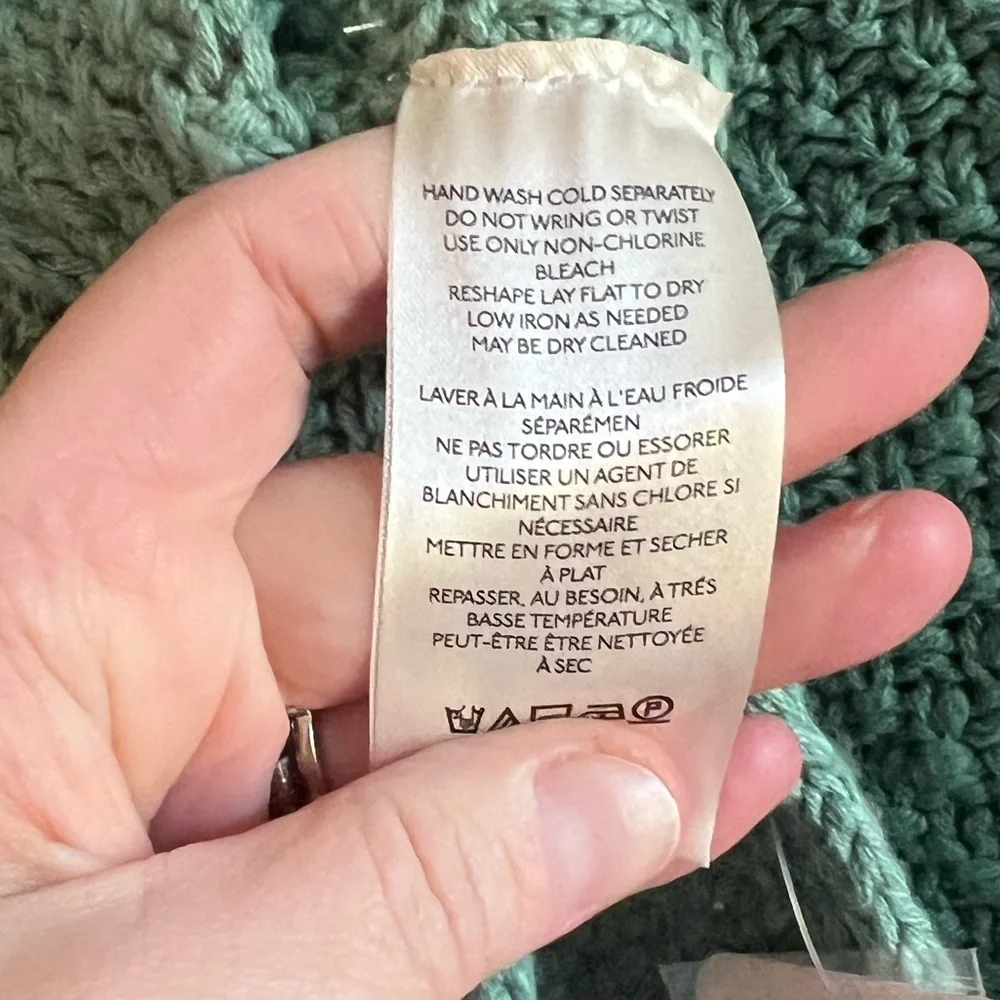 HAND WASH COLD SEPARATELY
DO NOT WRING OR TWIST
USE ONLY NON-CHLORINE
BLEACH
RESHAPE LAY FLAT TO DRY
LOW IRON AS NEEDED
MAY BE DRY CLEANED
LAVER À LA MAIN À L'EAU FROIDE
SÉPARÉMEN
NE PAS TORDRE OU ESSORER
UTILISER UN AGENT DE
BLANCHIMENT SANS CHLORE SI
NÉCESSAIRE
METTRE EN FORME ET SECHER
À PLAT
REPASSER, AU BESOIN, À TRÉS
BASSE TEMPÉRATURE
PEUT-ÊTRE ÊTRE NETTOYÉE
À SEC
P